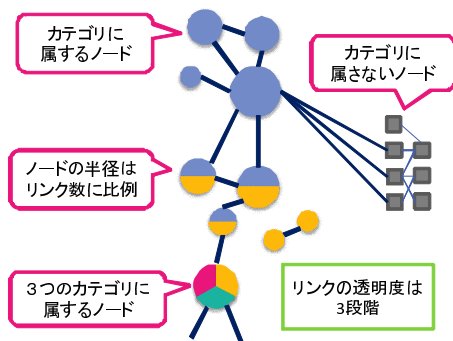 カテゴリに
属するノード
カテゴリに
属さないノード
ノードの半径は
リンク数に比例
３つのカテゴリに
属するノード
リンクの透明度は
3段階